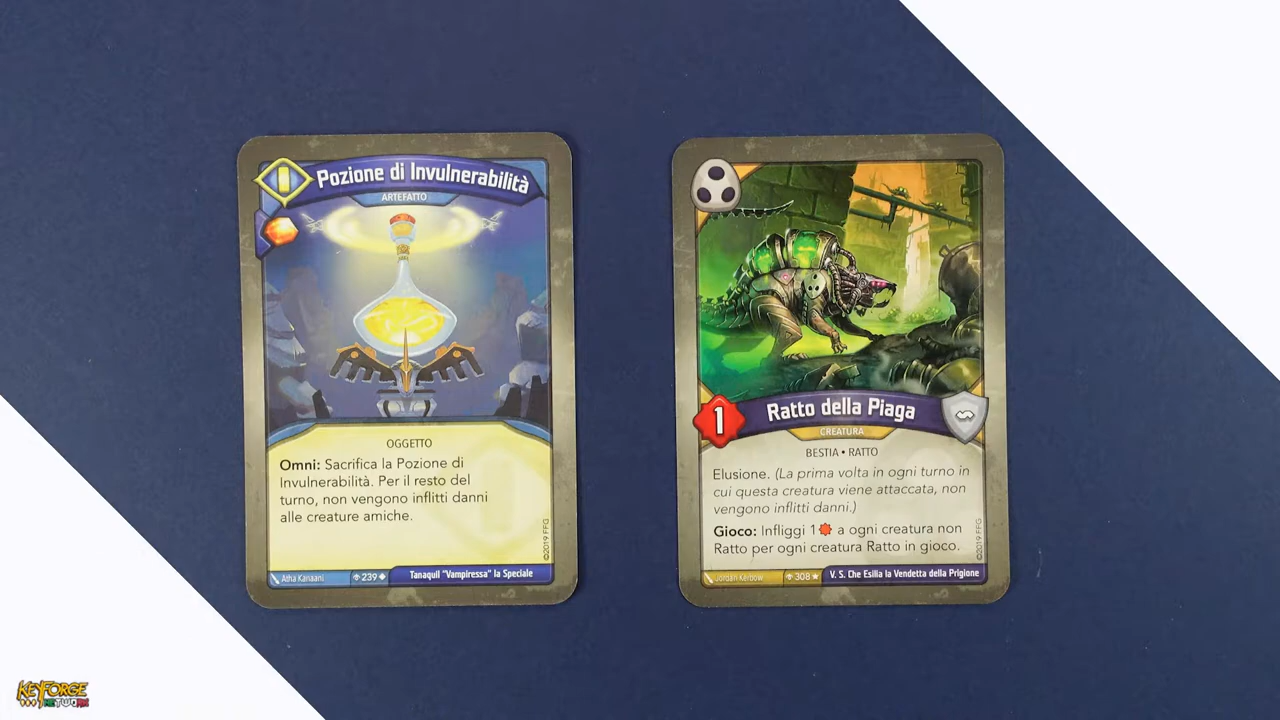 Pozione di Invulnerabilità
ARTEFATTO
OGGETTO
Omni: Sacrifica la Pozione di
Invulnerabilità. Per il resto del
turno, non vengono inflitti danni
alle creature amiche.
©2019 FFG
Atha Kanaani
239
Tanaquil "Vampiressa" la Speciale
1
Ratto della Piaga
CREATURA
BESTIA • RATTO
Elusione. (La prima volta in ogni turno in
cui questa creatura viene attaccata, non
vengono inflitti danni.)
Gioco: Infliggi 1 a ogni creatura non
Ratto per ogni creatura Ratto in gioco.
©2019 FFG
Jordan Kerbow
308
V. S. Che Esilia la Vendetta della Prigione
KEYFORGE
NETWORK